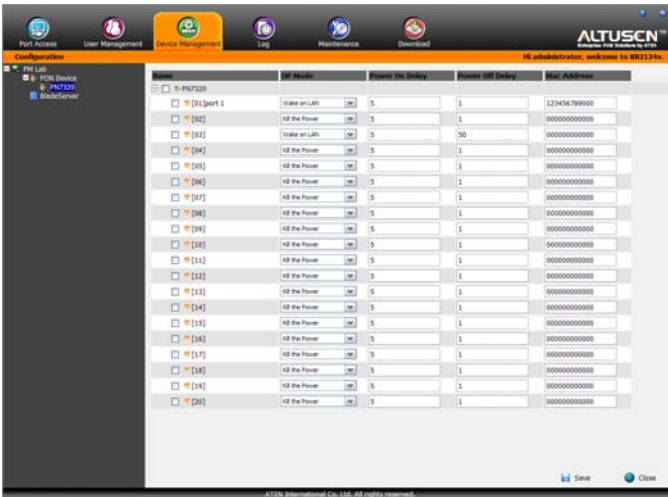 Port Access User Management Device Management Log Maintenance Download
ALTUSCN™
Enterprise KVM Solutions by ATEN
Configuration Hi administrator, welcome to KN2124v.
PM Lab
PDN Device
PN7320
BladeServer
Name OP Mode Power On Delay Power Off Delay Mac Address
PN7320
[01]port 1 Wake on LAN 5 1 123456789000
[02] Kill the Power 5 1 000000000000
[03] Wake on LAN 5 50 000000000000
[04] Kill the Power 5 1 000000000000
[05] Kill the Power 5 1 000000000000
[06] Kill the Power 5 1 000000000000
[07] Kill the Power 5 1 000000000000
[08] Kill the Power 5 1 000000000000
[09] Kill the Power 5 1 000000000000
[10] Kill the Power 5 1 000000000000
[11] Kill the Power 5 1 000000000000
[12] Kill the Power 5 1 000000000000
[13] Kill the Power 5 1 000000000000
[14] Kill the Power 5 1 000000000000
[15] Kill the Power 5 1 000000000000
[16] Kill the Power 5 1 000000000000
[17] Kill the Power 5 1 000000000000
[18] Kill the Power 5 1 000000000000
[19] Kill the Power 5 1 000000000000
[20] Kill the Power 5 1 000000000000
Save Close
ATEN International Co. Ltd. All rights reserved.